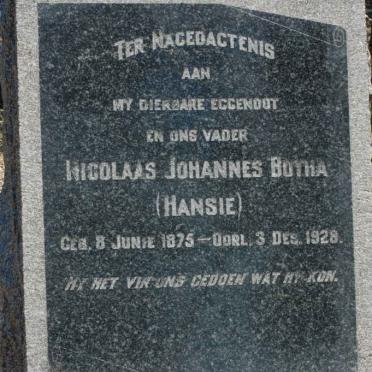 TER NAGEDACTENIS
AAN
MY DIERBARE EGGENOOT
EN ONS VADER
NICOLAAS JOHANNES BOTHA
(HANSIE)
GEB. 8 JUNIE 1875 — OORL. 3 DES. 1928.
HY HET VIR ONS GEDOEN WAT HY KON.